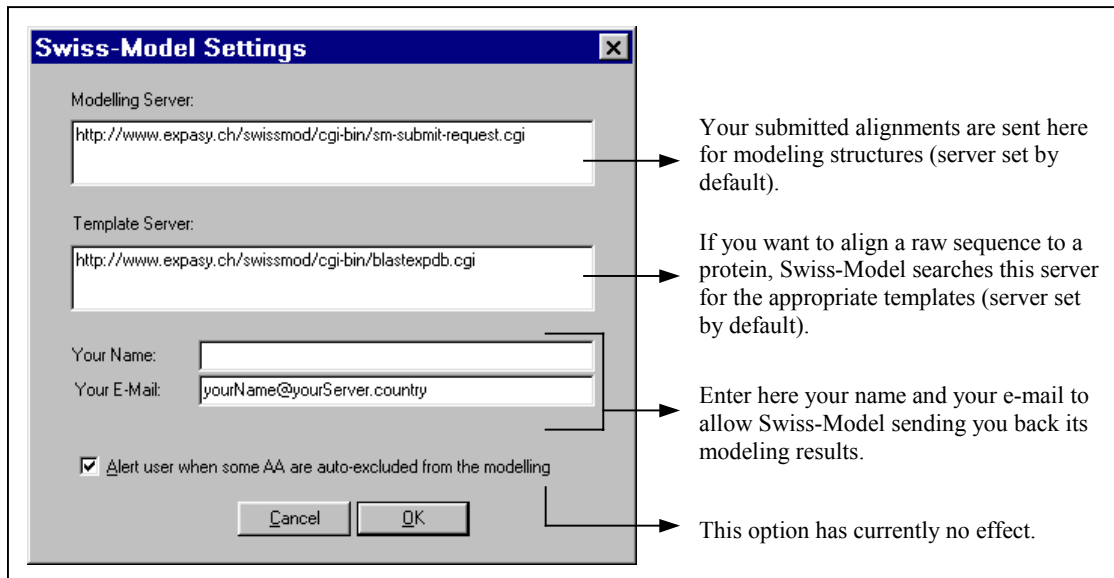 Swiss-Model Settings
Modelling Server:
http://www.expasy.ch/swissmod/cgi-bin/sm-submit-request.cgi
Your submitted alignments are sent here
for modeling structures (server set by
default).
Template Server:
http://www.expasy.ch/swissmod/cgi-bin/blastexpdb.cgi
If you want to align a raw sequence to a
protein, Swiss-Model searches this server
for the appropriate templates (server set
by default).
Your Name:
Your E-Mail: yourName@yourServer.country
Enter here your name and your e-mail to
allow Swiss-Model sending you back its
modeling results.
Alert user when some AA are auto-excluded from the modelling
Cancel OK
This option has currently no effect.